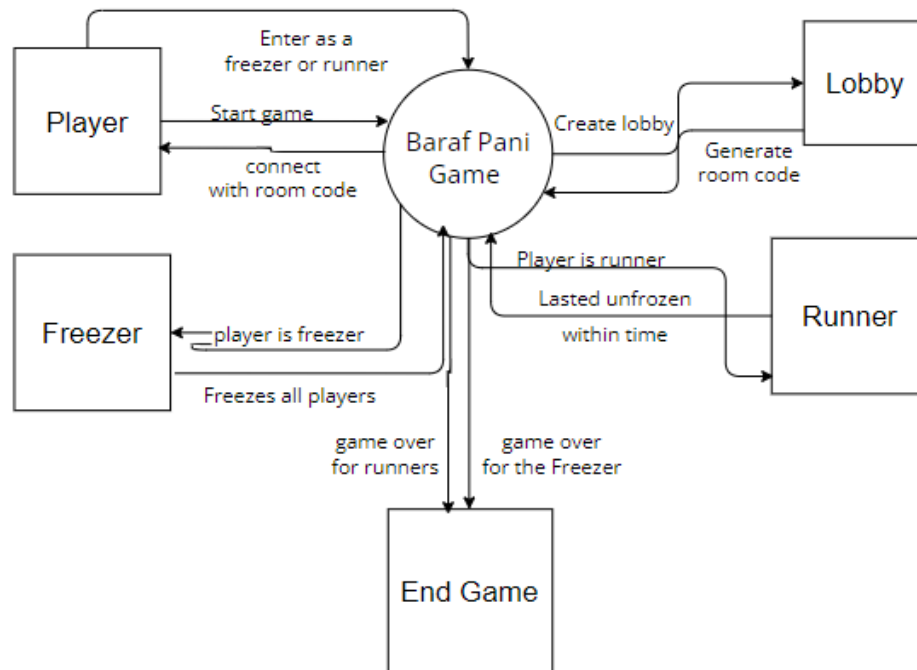 Enter as a
freezer or runner
Player
Start game
connect
with room code
Baraf Pani
Game
Create lobby
Lobby
Generate
room code
Freezer
player is freezer
Freezes all players
Player is runner
Lasted unfrozen
within time
Runner
game over
for runners
game over
for the Freezer
End Game